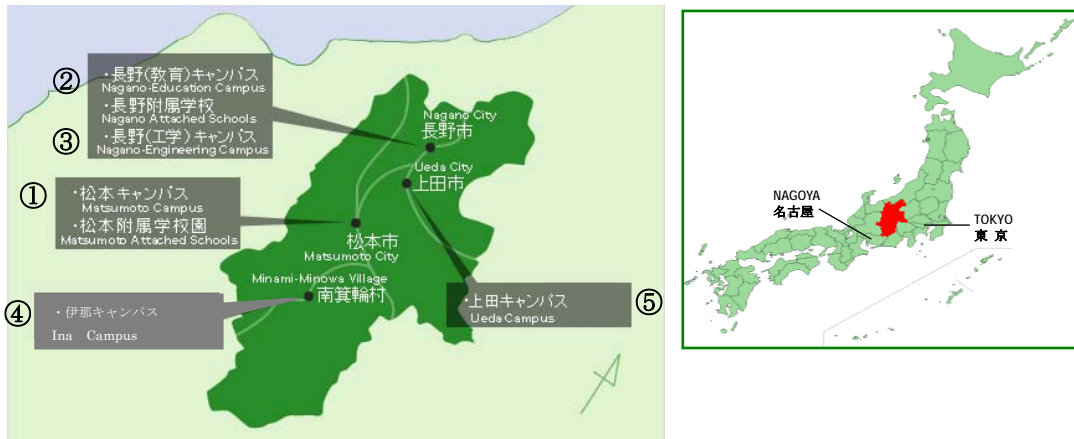 ②
・長野(教育)キャンパス
Nagano-Education Campus
・長野附属学校
Nagano Attached Schools
③
・長野(工学)キャンパス
Nagano-Engineering Campus
Nagano City
長野市
Ueda City
上田市
①
・松本キャンパス
Matsumoto Campus
・松本附属学校園
Matsumoto Attached Schools
松本市
Matsumoto City
Minami-Minowa Village
南箕輪村
④
・伊那キャンパス
Ina Campus
・上田キャンパス
Ueda Campus
⑤
NAGOYA
名古屋
TOKYO
東 京